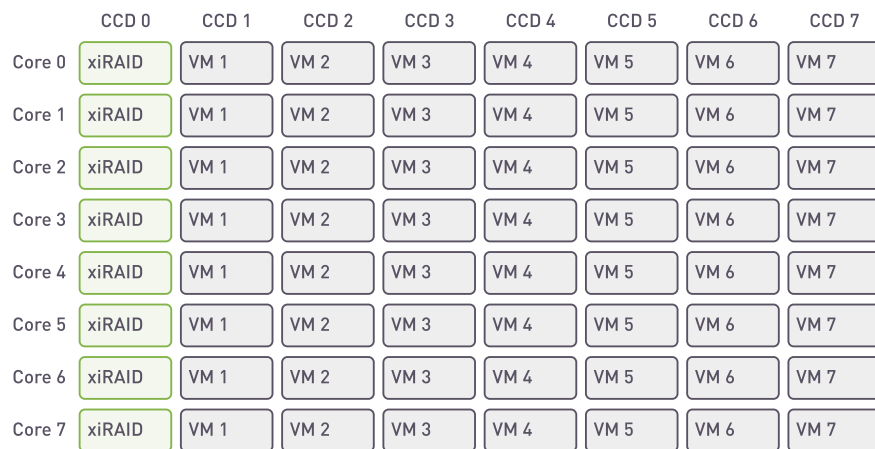 CCD 0 CCD 1 CCD 2 CCD 3 CCD 4 CCD 5 CCD 6 CCD 7
Core 0 xiRAID VM 1 VM 2 VM 3 VM 4 VM 5 VM 6 VM 7
Core 1 xiRAID VM 1 VM 2 VM 3 VM 4 VM 5 VM 6 VM 7
Core 2 xiRAID VM 1 VM 2 VM 3 VM 4 VM 5 VM 6 VM 7
Core 3 xiRAID VM 1 VM 2 VM 3 VM 4 VM 5 VM 6 VM 7
Core 4 xiRAID VM 1 VM 2 VM 3 VM 4 VM 5 VM 6 VM 7
Core 5 xiRAID VM 1 VM 2 VM 3 VM 4 VM 5 VM 6 VM 7
Core 6 xiRAID VM 1 VM 2 VM 3 VM 4 VM 5 VM 6 VM 7
Core 7 xiRAID VM 1 VM 2 VM 3 VM 4 VM 5 VM 6 VM 7